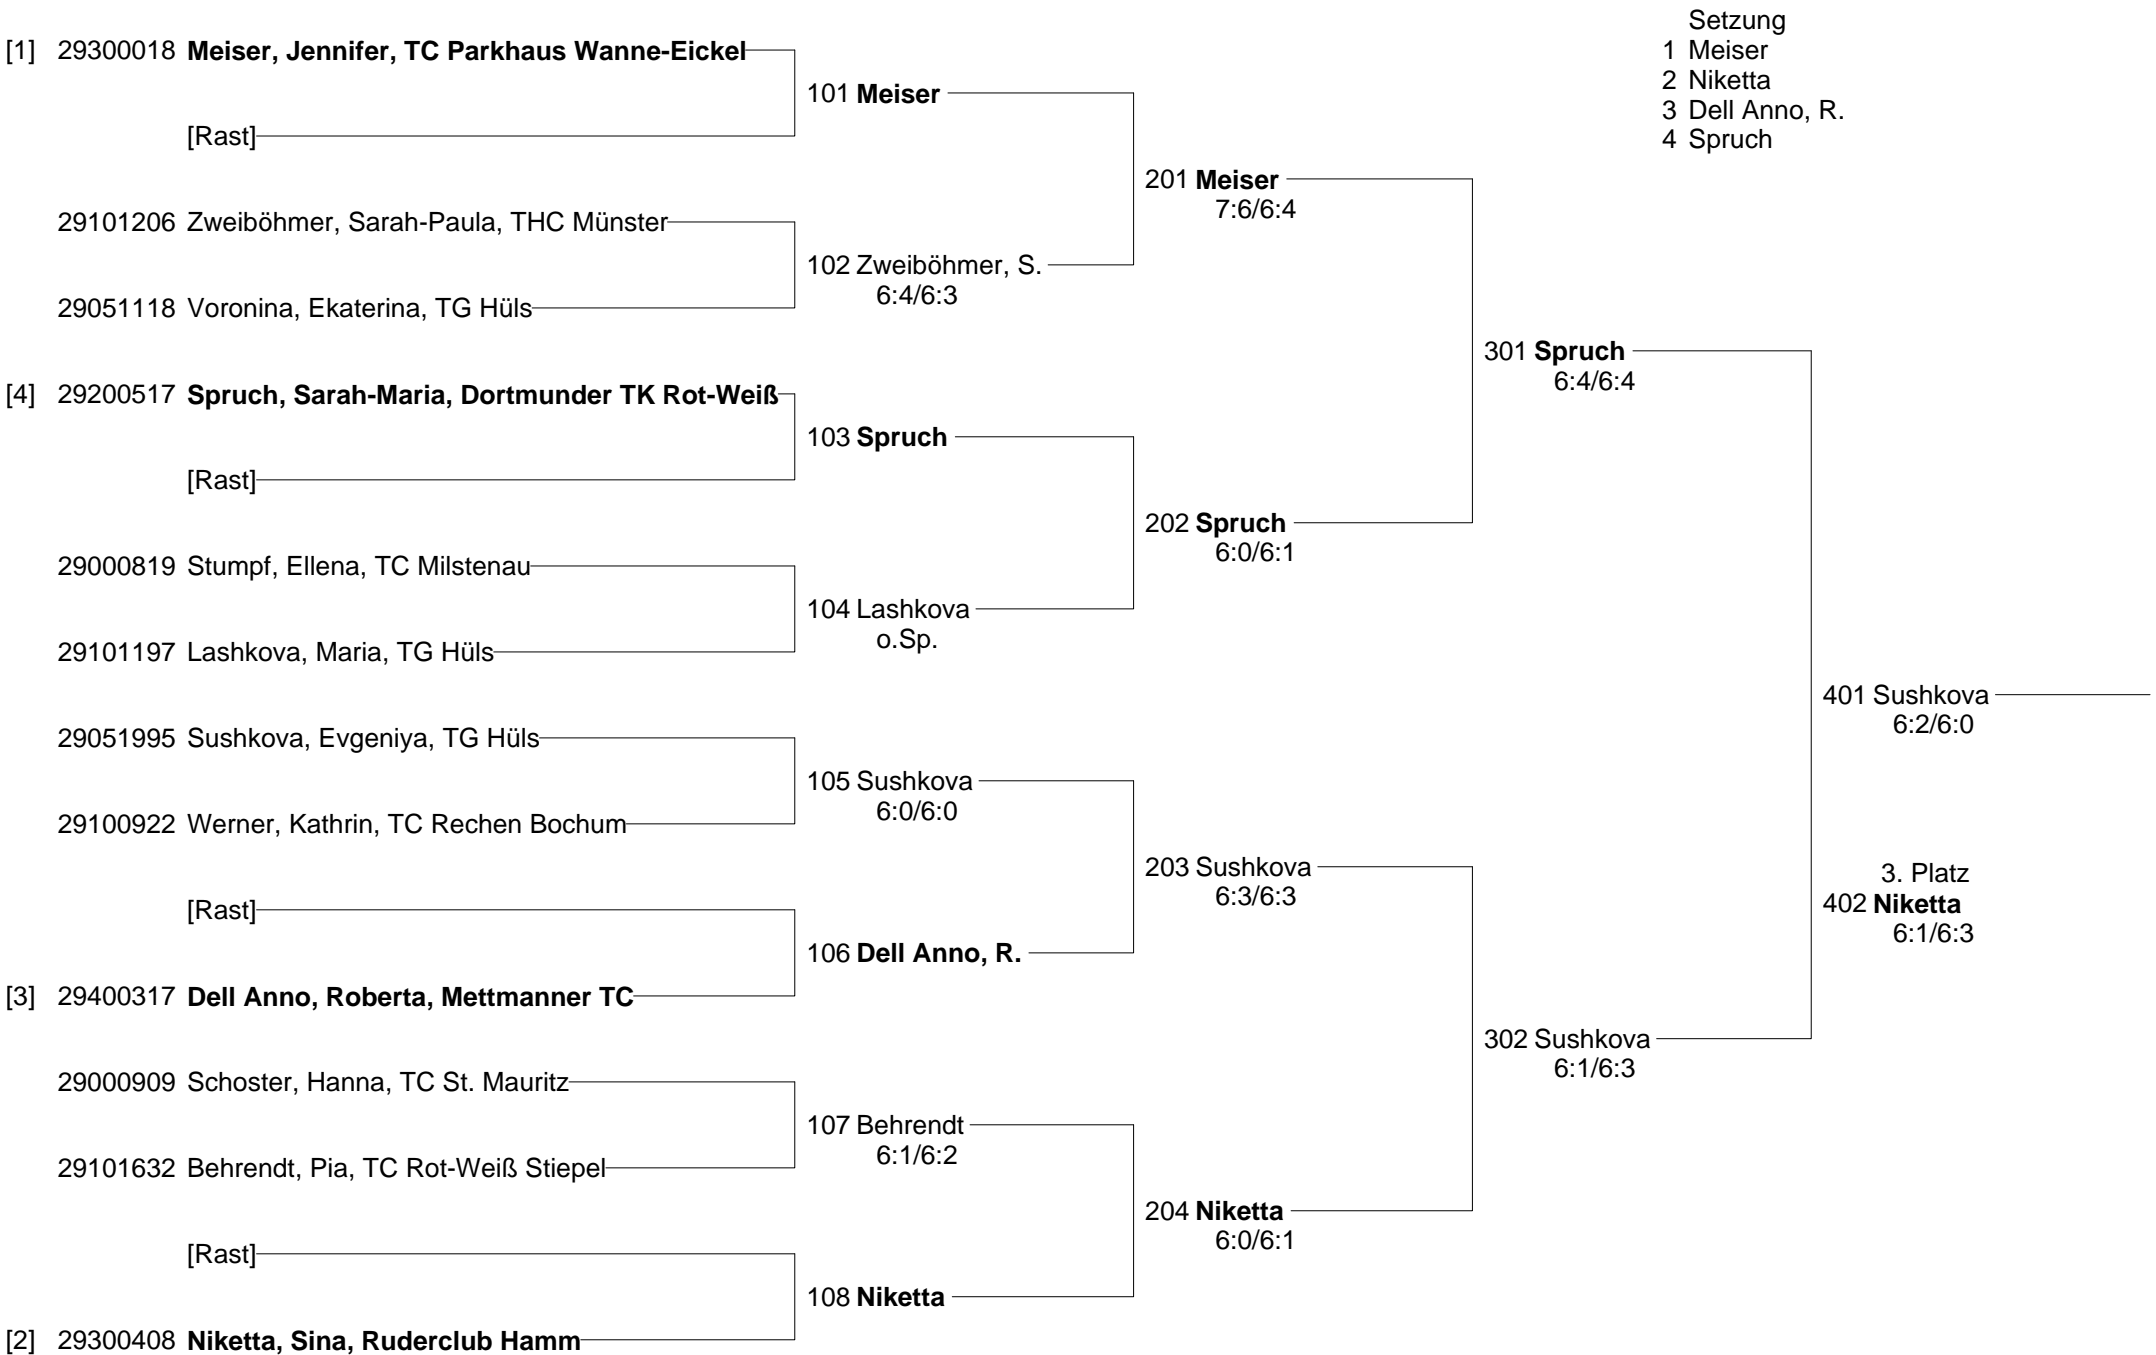 Setzung
1 Meiser
2 Niketta
3 Dell Anno, R.
4 Spruch
[1] 29300018 Meiser, Jennifer, TC Parkhaus Wanne-Eickel
101 Meiser
[Rast]
201 Meiser
7:6/6:4
29101206 Zweiböhmer, Sarah-Paula, THC Münster
102 Zweiböhmer, S.
6:4/6:3
29051118 Voronina, Ekaterina, TG Hüls
301 Spruch
6:4/6:4
[4] 29200517 Spruch, Sarah-Maria, Dortmunder TK Rot-Weiß
103 Spruch
[Rast]
202 Spruch
6:0/6:1
29000819 Stumpf, Ellena, TC Milstenau
104 Lashkova
o.Sp.
29101197 Lashkova, Maria, TG Hüls
401 Sushkova
6:2/6:0
29051995 Sushkova, Evgeniya, TG Hüls
105 Sushkova
6:0/6:0
29100922 Werner, Kathrin, TC Rechen Bochum
203 Sushkova
6:3/6:3
3. Platz
402 Niketta
6:1/6:3
[Rast]
106 Dell Anno, R.
[3] 29400317 Dell Anno, Roberta, Mettmanner TC
302 Sushkova
6:1/6:3
29000909 Schoster, Hanna, TC St. Mauritz
107 Behrendt
6:1/6:2
29101632 Behrendt, Pia, TC Rot-Weiß Stiepel
204 Niketta
6:0/6:1
[Rast]
108 Niketta
[2] 29300408 Niketta, Sina, Ruderclub Hamm